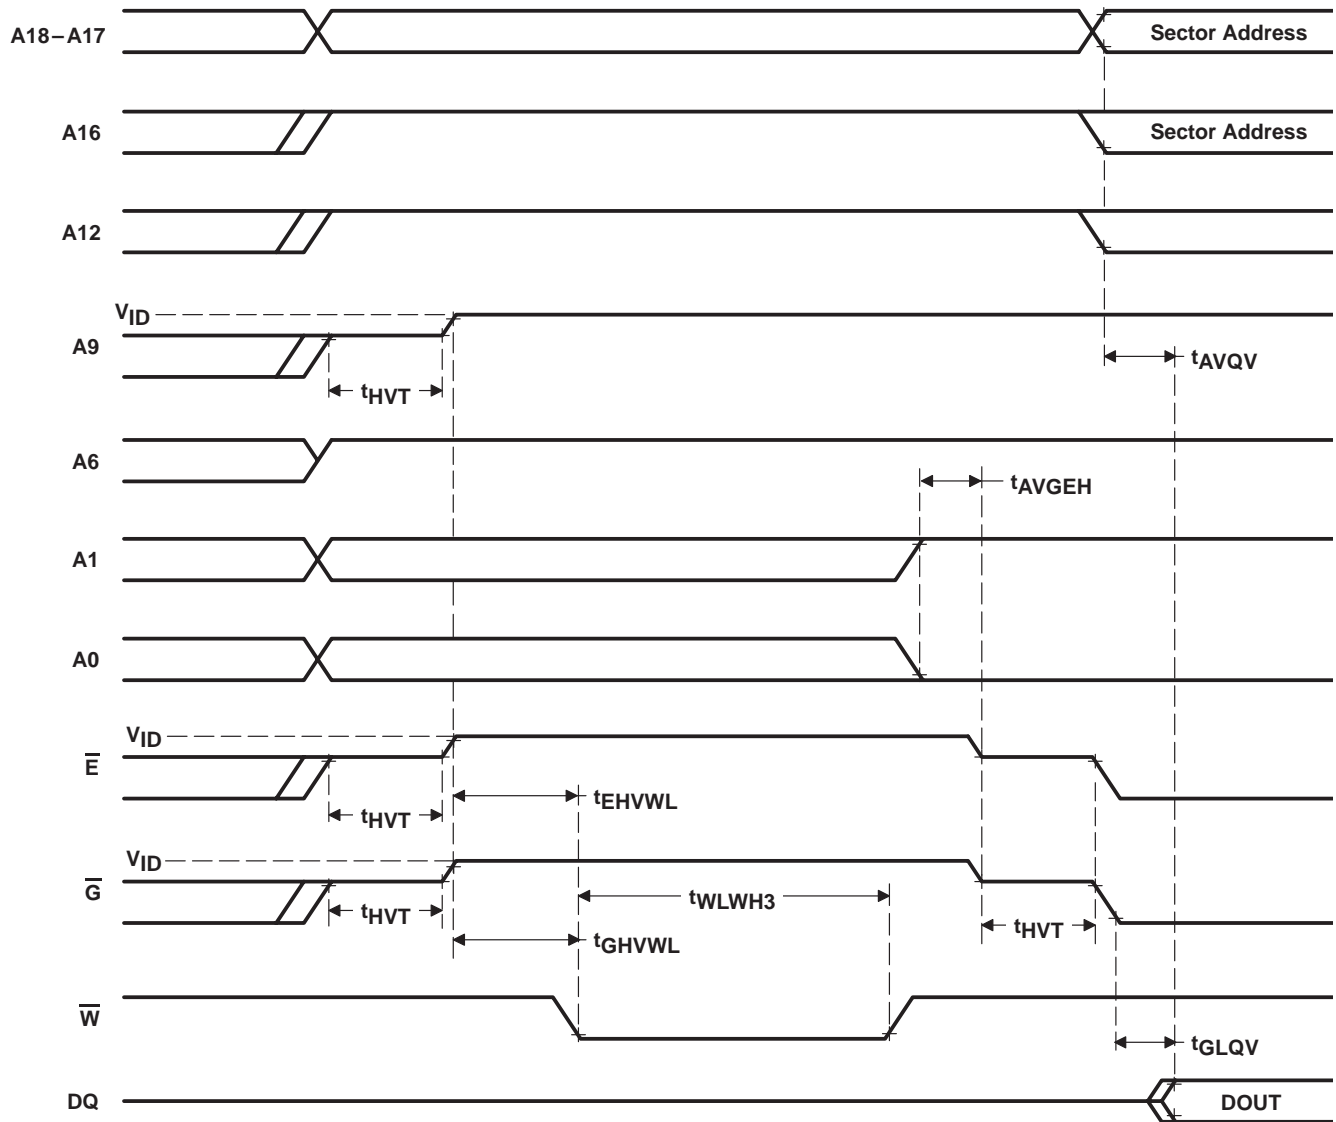 A18–A17
Sector Address
A16
Sector Address
A12
VID
A9
tHVT
tAVQV
A6
tAVGEH
A1
A0
VID
E̅
tHVT
tEHVWL
VID
G̅
tHVT
tWLWH3
tGHVWL
tHVT
W̅
tGLQV
DQ
DOUT